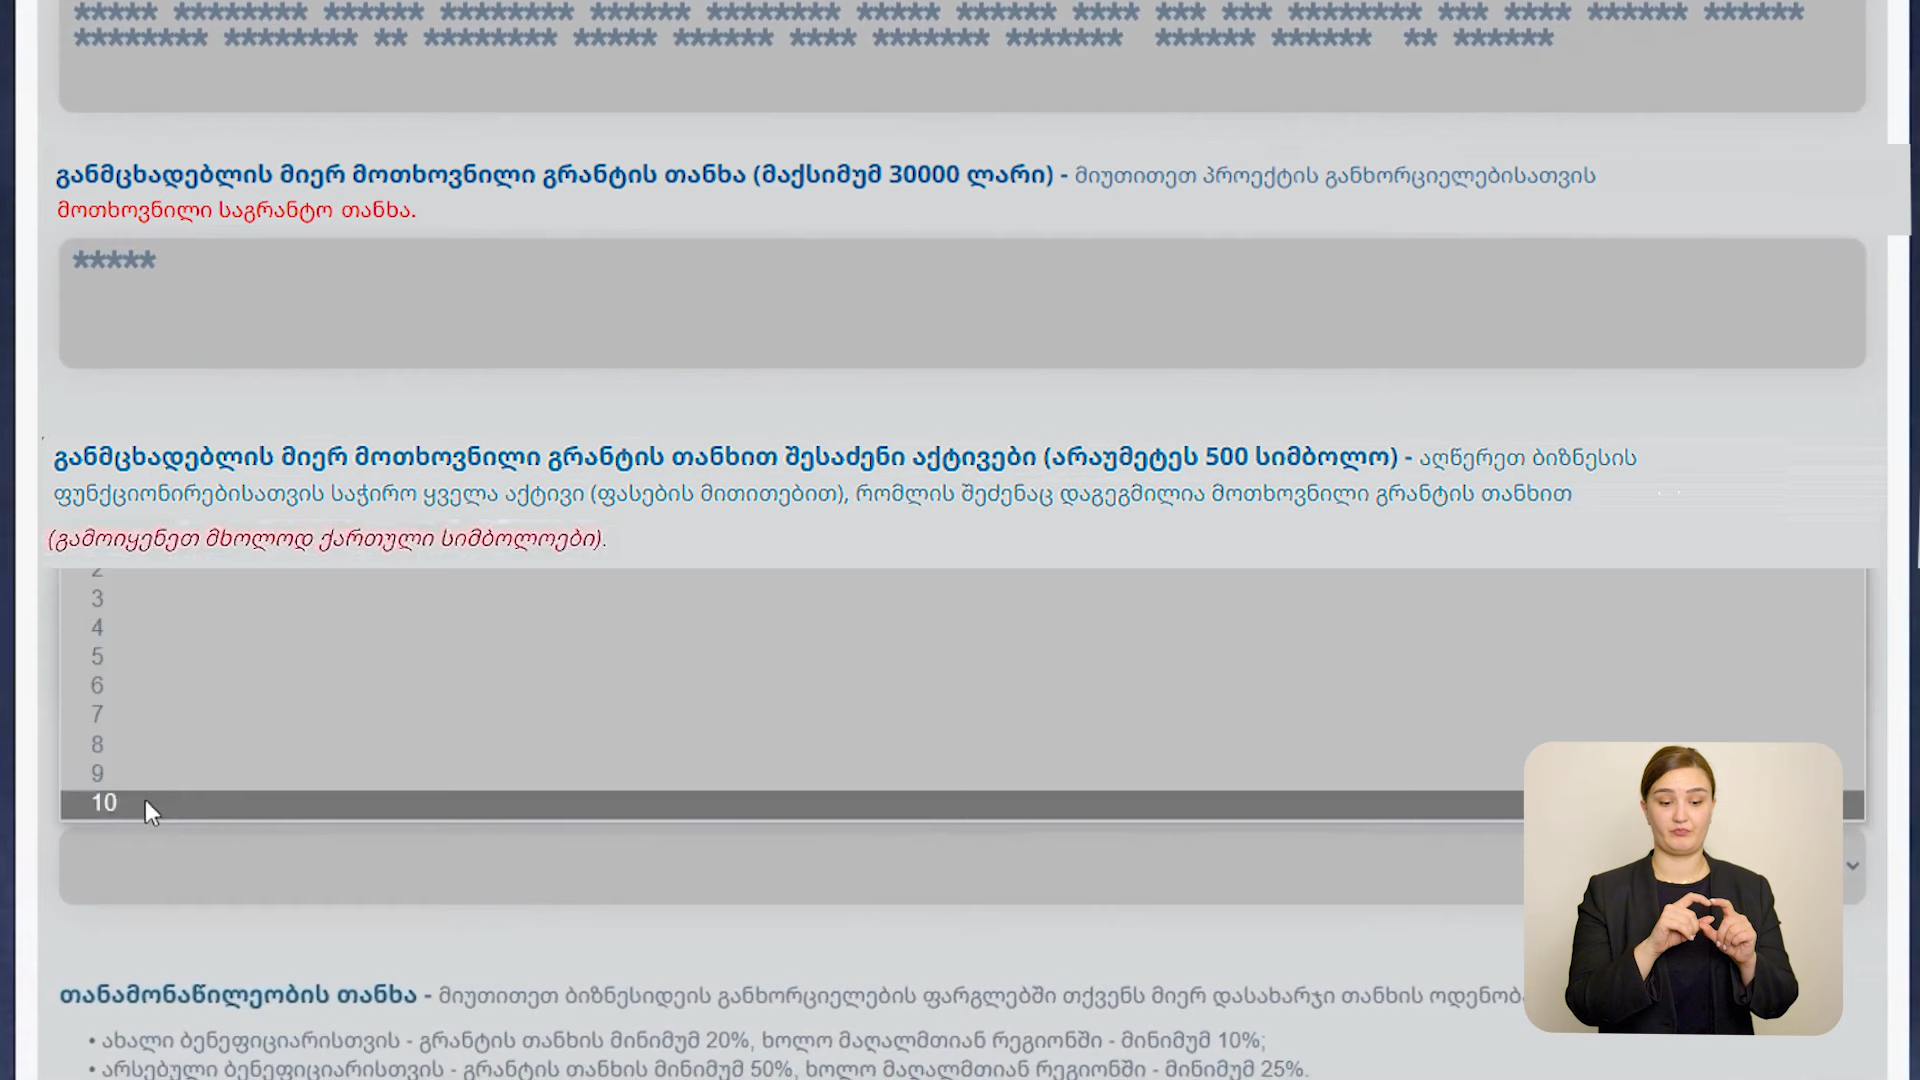 ***** ******** ****** ******** ****** ******** ***** ****** **** *** *** ******** *** **** ****** ******
******** ******** ** ******** ***** ****** **** ******* ******* ****** ****** ** ******
განმცხადებლის მიერ მოთხოვნილი გრანტის თანხა (მაქსიმუმ 30000 ლარი) - მიუთითეთ პროექტის განხორციელებისათვის
მოთხოვნილი საგრანტო თანხა.
*****
განმცხადებლის მიერ მოთხოვნილი გრანტის თანხით შესაძენი აქტივები (არაუმეტეს 500 სიმბოლო) - აღწერეთ ბიზნესის
ფუნქციონირებისათვის საჭირო ყველა აქტივი (ფასების მითითებით), რომლის შეძენაც დაგეგმილია მოთხოვნილი გრანტის თანხით
(გამოიყენეთ მხოლოდ ქართული სიმბოლოები).
2
3
4
5
6
7
8
9
10
თანამონაწილეობის თანხა - მიუთითეთ ბიზნესიდეის განხორციელების ფარგლებში თქვენს მიერ დასახარჯი თანხის
• ახალი ბენეფიციარისთვის - გრანტის თანხის მინიმუმ 20%, ხოლო მაღალმთიან რეგიონში - მინიმუმ 10%;
• არსებული ბენეფიციარისთვის - გრანტის თანხის მინიმუმ 50%, ხოლო მაღალმთიან რეგიონში - მინიმუმ 25%.